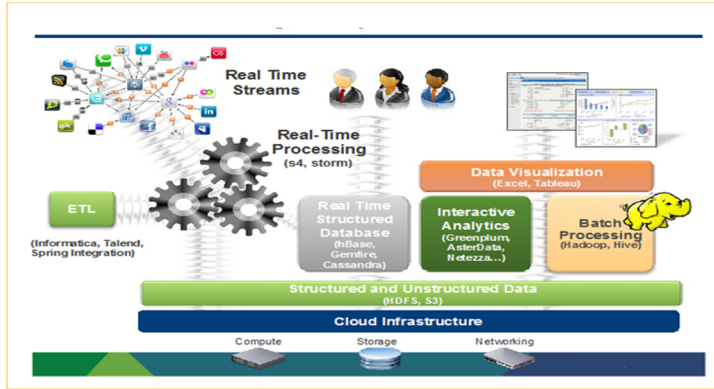 Real Time
Streams
Real-Time
Processing
(s4, storm)
Data Visualization
(Excel, Tableau)
ETL
(Informatica, Talend,
Spring Integration)
Real Time
Structured
Database
(hBase,
Gemfire,
Cassandra)
Interactive
Analytics
(Greenplum,
AsterData,
Netezza...)
Batch
Processing
(Hadoop, Hive)
Structured and Unstructured Data
(HDFS, S3)
Cloud Infrastructure
Compute
Storage
Networking